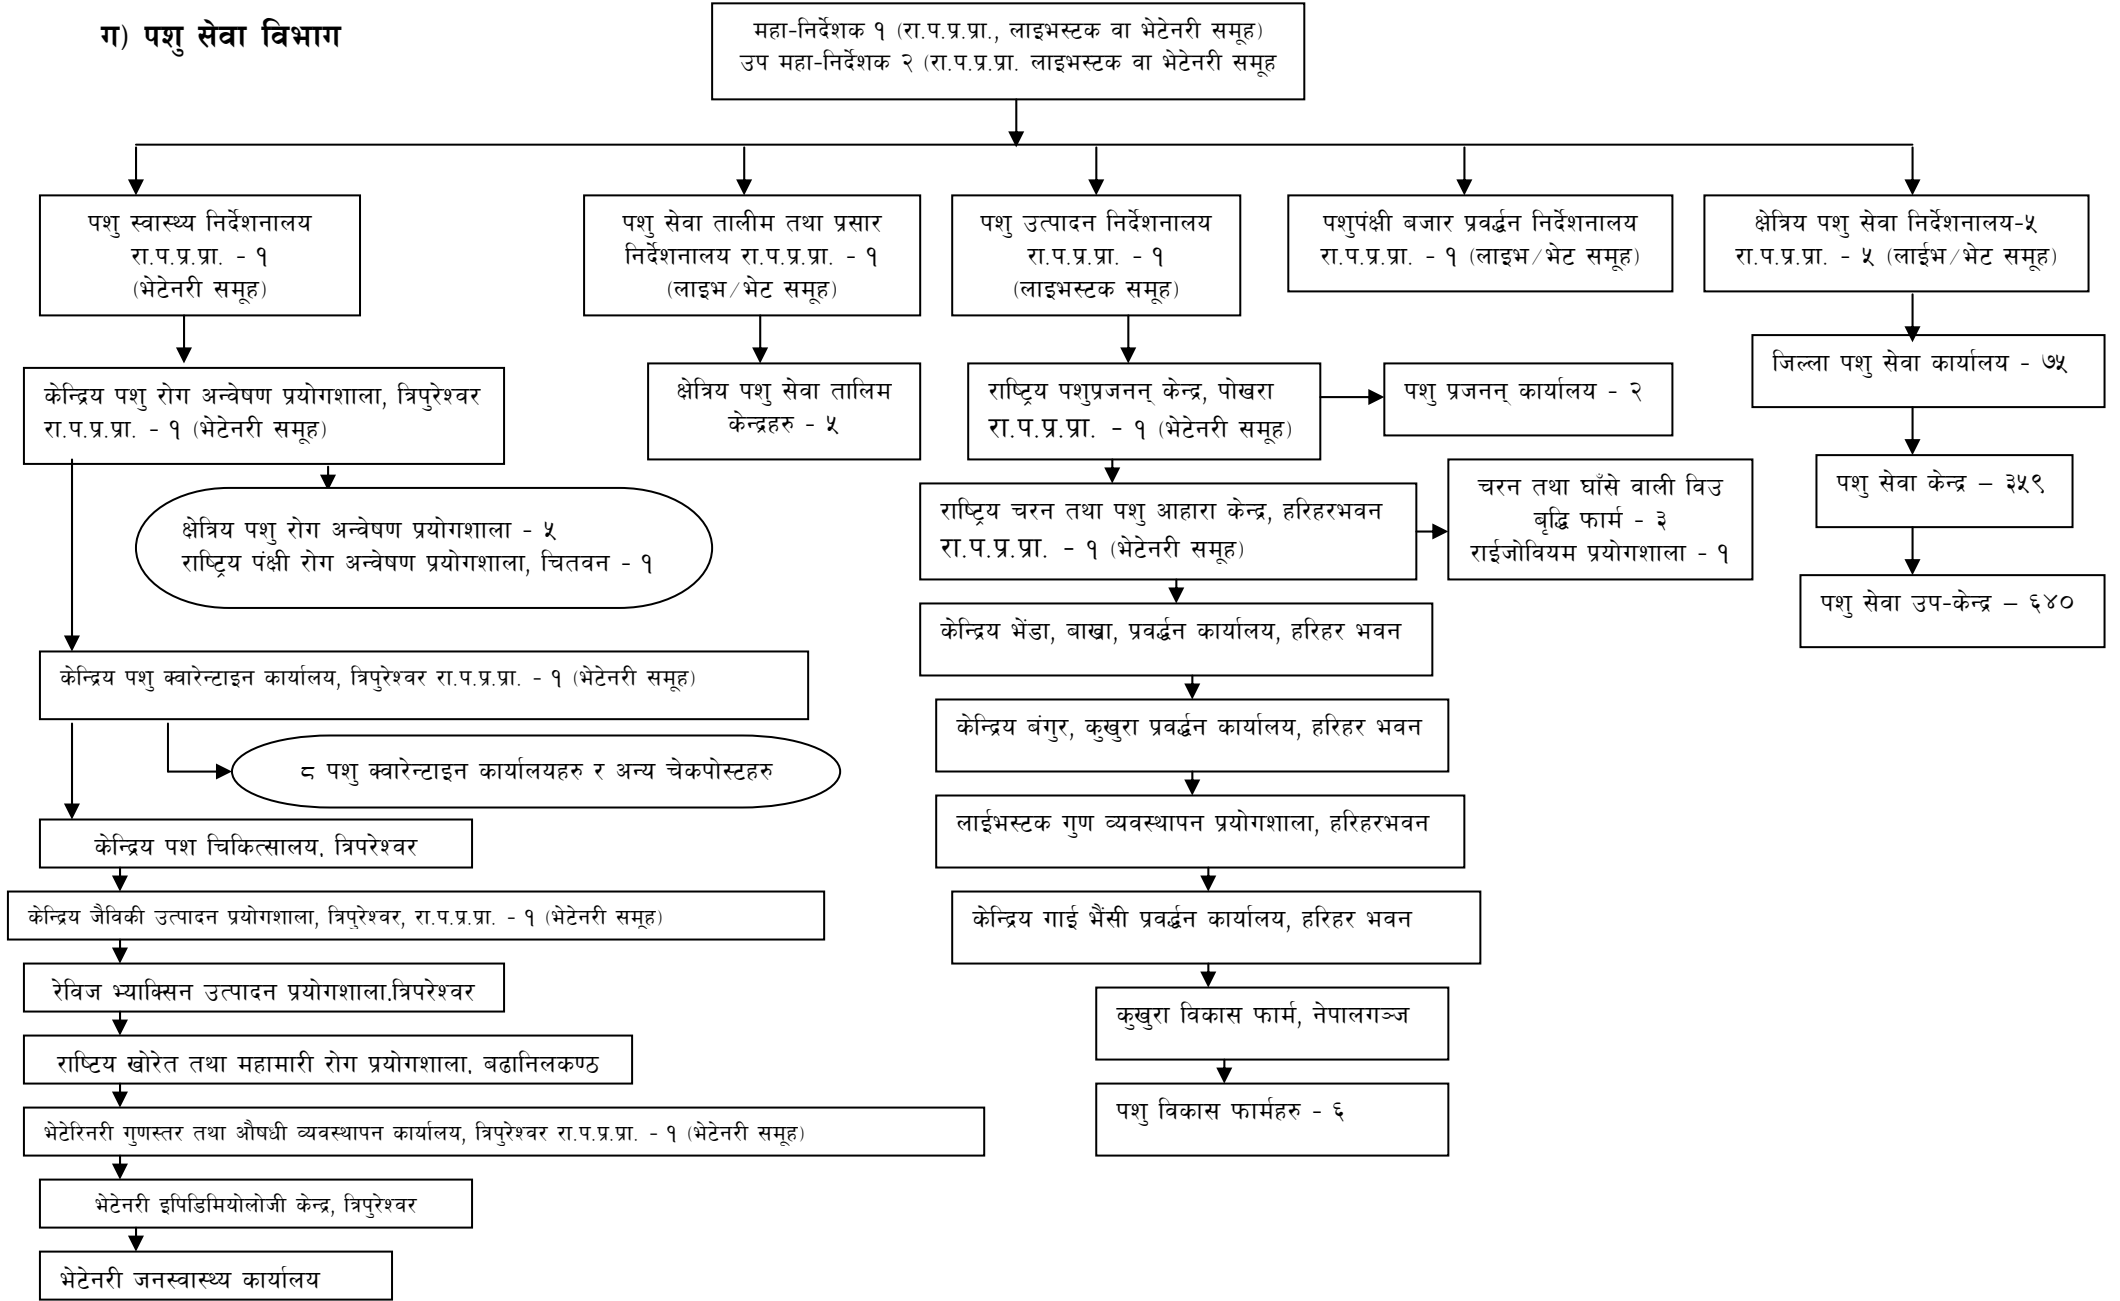 ग) पशु सेवा विभाग
महा-निर्देशक १ (रा.प.प्र.प्रा., लाइभस्टक वा भेटेनरी समूह)
उप महा-निर्देशक २ (रा.प.प्र.प्रा. लाइभस्टक वा भेटेनरी समूह
पशु स्वास्थ्य निर्देशनालय
रा.प.प्र.प्रा. - १
(भेटेनरी समूह)
पशु सेवा तालीम तथा प्रसार
निर्देशनालय रा.प.प्र.प्रा. - १
(लाइभ/भेट समूह)
पशु उत्पादन निर्देशनालय
रा.प.प्र.प्रा. - १
(लाइभस्टक समूह)
पशुपंक्षी बजार प्रवर्द्धन निर्देशनालय
रा.प.प्र.प्रा. - १ (लाइभ/भेट समूह)
क्षेत्रिय पशु सेवा निर्देशनालय-५
रा.प.प्र.प्रा. - ५ (लाईभ/भेट समूह)
केन्द्रिय पशु रोग अन्वेषण प्रयोगशाला, त्रिपुरेश्वर
रा.प.प्र.प्रा. - १ (भेटेनरी समूह)
क्षेत्रिय पशु रोग अन्वेषण प्रयोगशाला - ५
राष्ट्रिय पंक्षी रोग अन्वेषण प्रयोगशाला, चितवन - १
केन्द्रिय पशु क्वारेन्टाइन कार्यालय, त्रिपुरेश्वर रा.प.प्र.प्रा. - १ (भेटेनरी समूह)
८ पशु क्वारेन्टाइन कार्यालयहरु र अन्य चेकपोस्टहरु
केन्द्रिय पश चिकित्सालय. त्रिपरेश्वर
केन्द्रिय जैविकी उत्पादन प्रयोगशाला, त्रिपुरेश्वर, रा.प.प्र.प्रा. - १ (भेटेनरी समूह)
रेविज भ्याक्सिन उत्पादन प्रयोगशाला.त्रिपरेश्वर
राष्टिय खोरेत तथा महामारी रोग प्रयोगशाला. बढानिलकण्ठ
भेटेरिनरी गुणस्तर तथा औषधी व्यवस्थापन कार्यालय, त्रिपुरेश्वर रा.प.प्र.प्रा. - १ (भेटेनरी समूह)
भेटेनरी इपिडिमियोलोजी केन्द्र, त्रिपुरेश्वर
भेटेनरी जनस्वास्थ्य कार्यालय
क्षेत्रिय पशु सेवा तालिम
केन्द्रहरु - ५
राष्ट्रिय पशुप्रजनन् केन्द्र, पोखरा
रा.प.प्र.प्रा. - १ (भेटेनरी समूह)
पशु प्रजनन् कार्यालय - २
राष्ट्रिय चरन तथा पशु आहारा केन्द्र, हरिहरभवन
रा.प.प्र.प्रा. - १ (भेटेनरी समूह)
चरन तथा घाँसे वाली विउ
बृद्धि फार्म - ३
राईजोवियम प्रयोगशाला - १
केन्द्रिय भेंडा, बाख्रा, प्रवर्द्धन कार्यालय, हरिहर भवन
केन्द्रिय बंगुर, कुखुरा प्रवर्द्धन कार्यालय, हरिहर भवन
लाईभस्टक गुण व्यवस्थापन प्रयोगशाला, हरिहरभवन
केन्द्रिय गाई भैंसी प्रवर्द्धन कार्यालय, हरिहर भवन
कुखुरा विकास फार्म, नेपालगञ्ज
पशु विकास फार्महरु - ६
जिल्ला पशु सेवा कार्यालय - ७५
पशु सेवा केन्द्र – ३५९
पशु सेवा उप-केन्द्र – ६४०